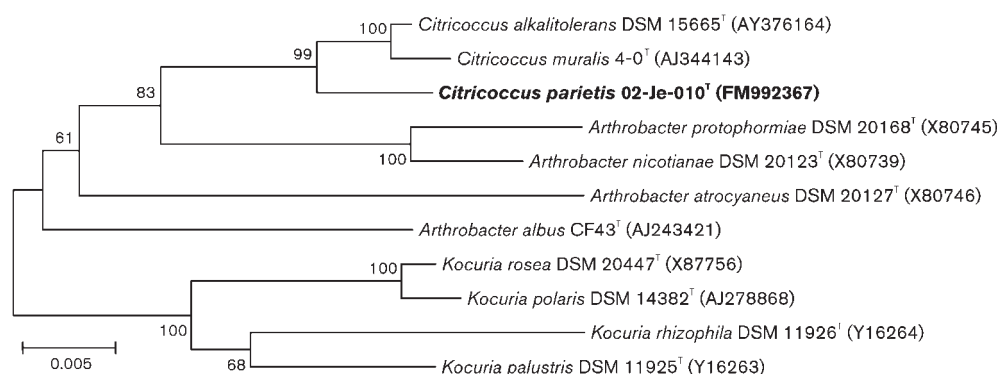 100
Citricoccus alkalitolerans DSM 15665ᵀ (AY376164)
99
Citricoccus muralis 4-0ᵀ (AJ344143)
83
Citricoccus parietis 02-Je-010ᵀ (FM992367)
61
Arthrobacter protophormiae DSM 20168ᵀ (X80745)
100
Arthrobacter nicotianae DSM 20123ᵀ (X80739)
Arthrobacter atrocyaneus DSM 20127ᵀ (X80746)
Arthrobacter albus CF43ᵀ (AJ243421)
100
Kocuria rosea DSM 20447ᵀ (X87756)
Kocuria polaris DSM 14382ᵀ (AJ278868)
100
Kocuria rhizophila DSM 11926ᵀ (Y16264)
0.005
68
Kocuria palustris DSM 11925ᵀ (Y16263)